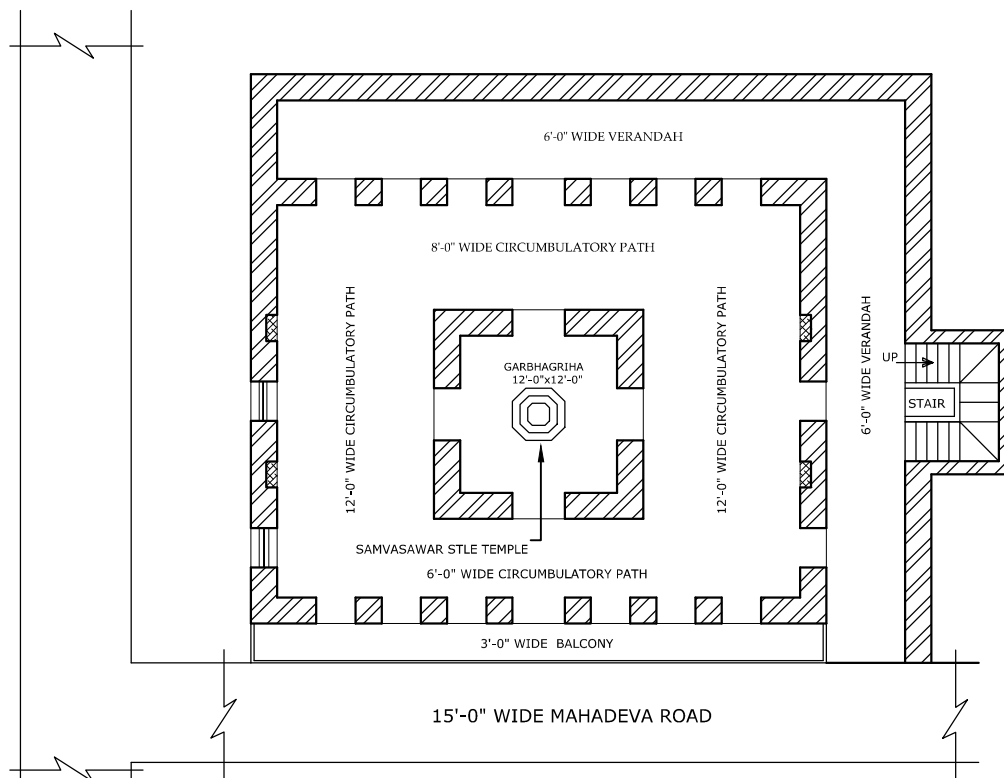 6'-0" WIDE VERANDAH
8'-0" WIDE CIRCUMBULATORY PATH
12'-0" WIDE CIRCUMBULATORY PATH
12'-0" WIDE CIRCUMBULATORY PATH
6'-0" WIDE VERANDAH
UP
GARBHAGRIHA
12'-0"x12'-0"
STAIR
SAMVASAWAR STLE TEMPLE
6'-0" WIDE CIRCUMBULATORY PATH
3'-0" WIDE BALCONY
15'-0" WIDE MAHADEVA ROAD